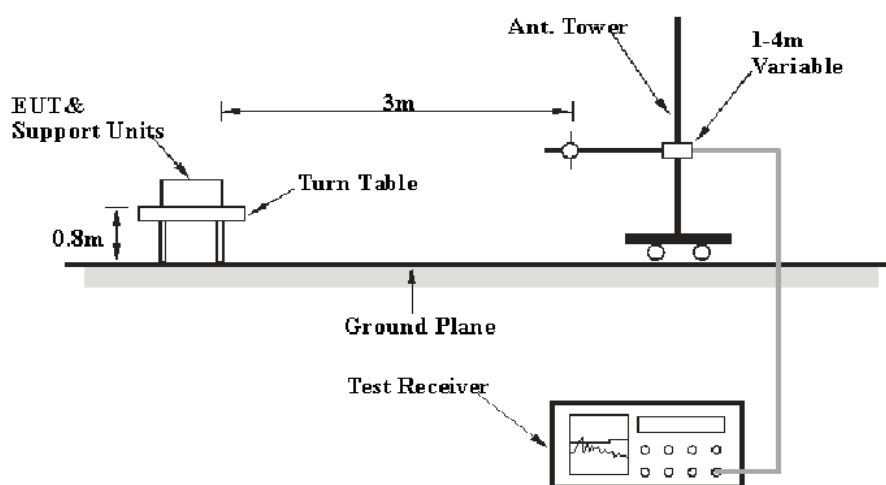 Ant. Tower
1-4m
Variable
3m
EUT&
Support Units
Turn Table
0.8m
Ground Plane
Test Receiver